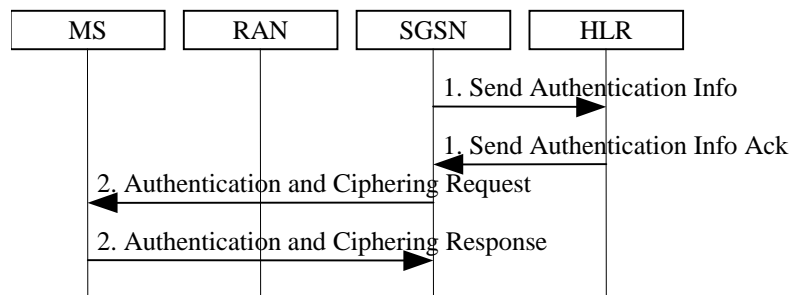 MS
RAN
SGSN
HLR
1. Send Authentication Info
1. Send Authentication Info Ack
2. Authentication and Ciphering Request
2. Authentication and Ciphering Response